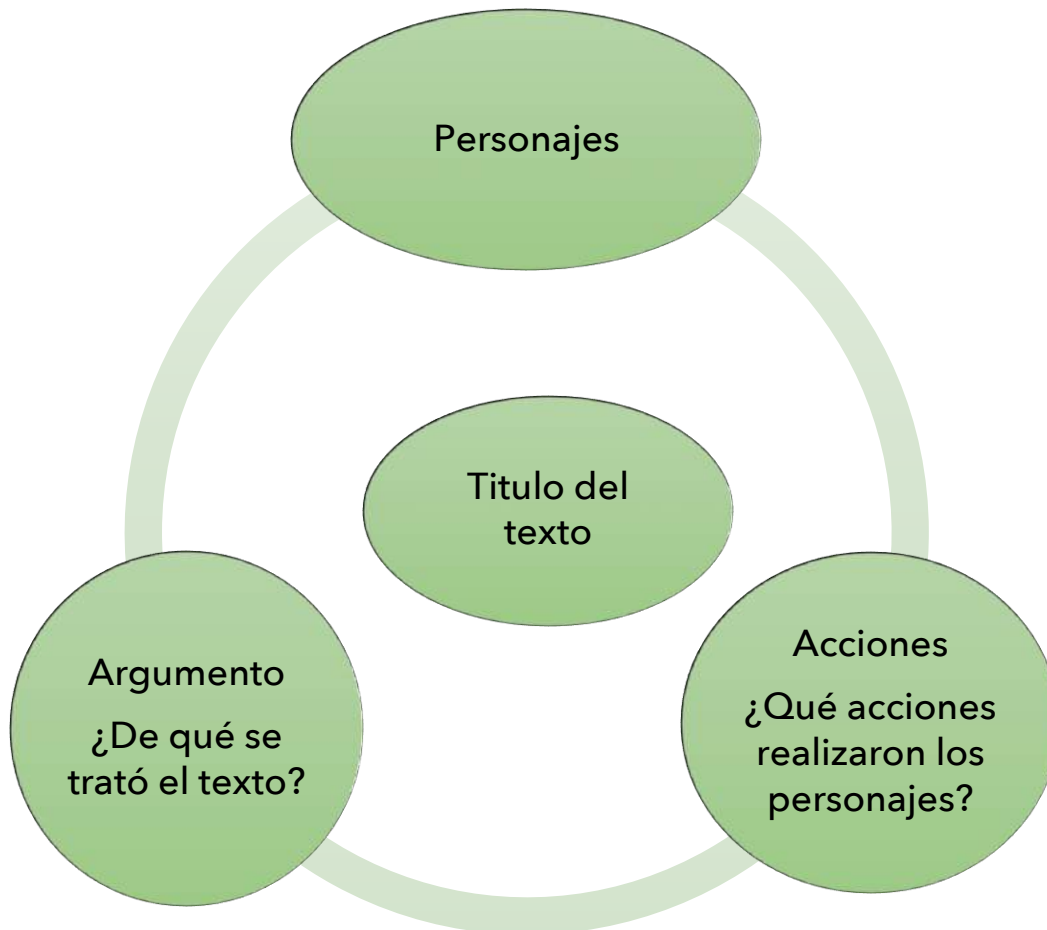 Personajes
Titulo del
texto
Argumento
¿De qué se
trató el texto?
Acciones
¿Qué acciones
realizaron los
personajes?